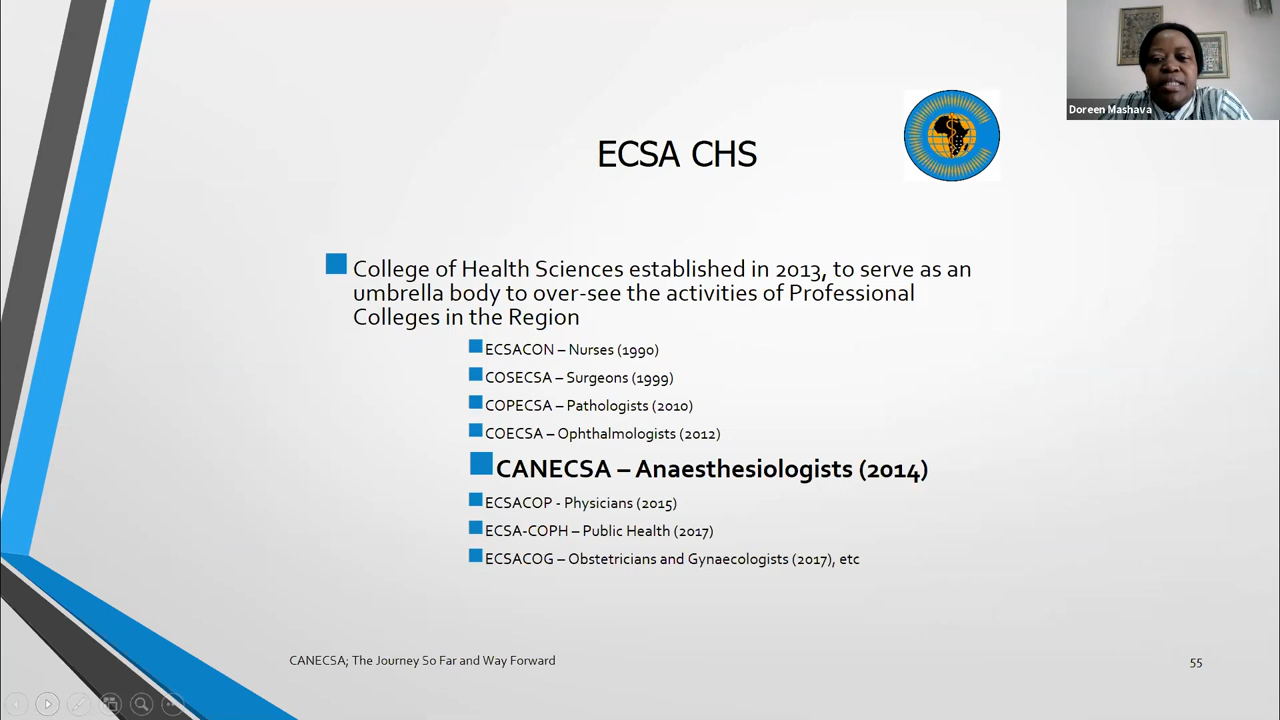 Doreen Mashava
ECSA CHS
College of Health Sciences established in 2013, to serve as an
umbrella body to over-see the activities of Professional
Colleges in the Region
ECSACON – Nurses (1990)
COSECSA – Surgeons (1999)
COPECSA – Pathologists (2010)
COECSA – Ophthalmologists (2012)
CANECSA – Anaesthesiologists (2014)
ECSACOP - Physicians (2015)
ECSA-COPH – Public Health (2017)
ECSACOG – Obstetricians and Gynaecologists (2017), etc
CANECSA; The Journey So Far and Way Forward
55